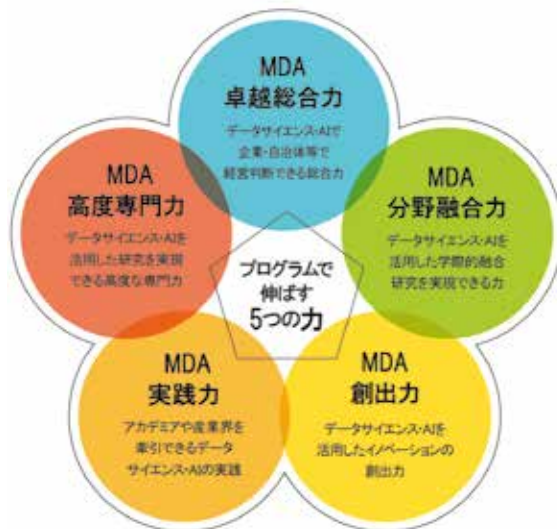 MDA
卓越総合力
データサイエンス・AIで
企業・自治体等で
経営判断できる総合力
MDA
高度専門力
データサイエンス・AIを
活用した研究を実現
できる高度な専門力
MDA
分野融合力
データサイエンス・AIを
活用した学際的融合
研究を実現できる力
プログラムで
伸ばす
5つの力
MDA
実践力
アカデミアや産業界を
牽引できるデータ
サイエンス・AIの実践
MDA
創出力
データサイエンス・AIを
活用したイノベーションの
創出力